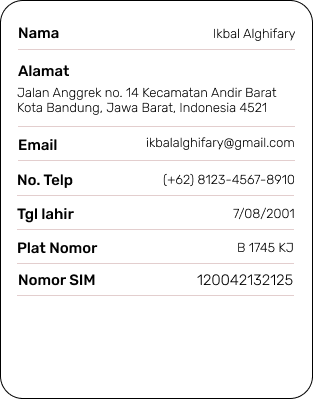 Nama Ikbal Alghifary
Alamat
Jalan Anggrek no. 14 Kecamatan Andir Barat
Kota Bandung, Jawa Barat, Indonesia 4521
Email ikbalalghifary@gmail.com
No. Telp (+62) 8123-4567-8910
Tgl lahir 7/08/2001
Plat Nomor B 1745 KJ
Nomor SIM 120042132125